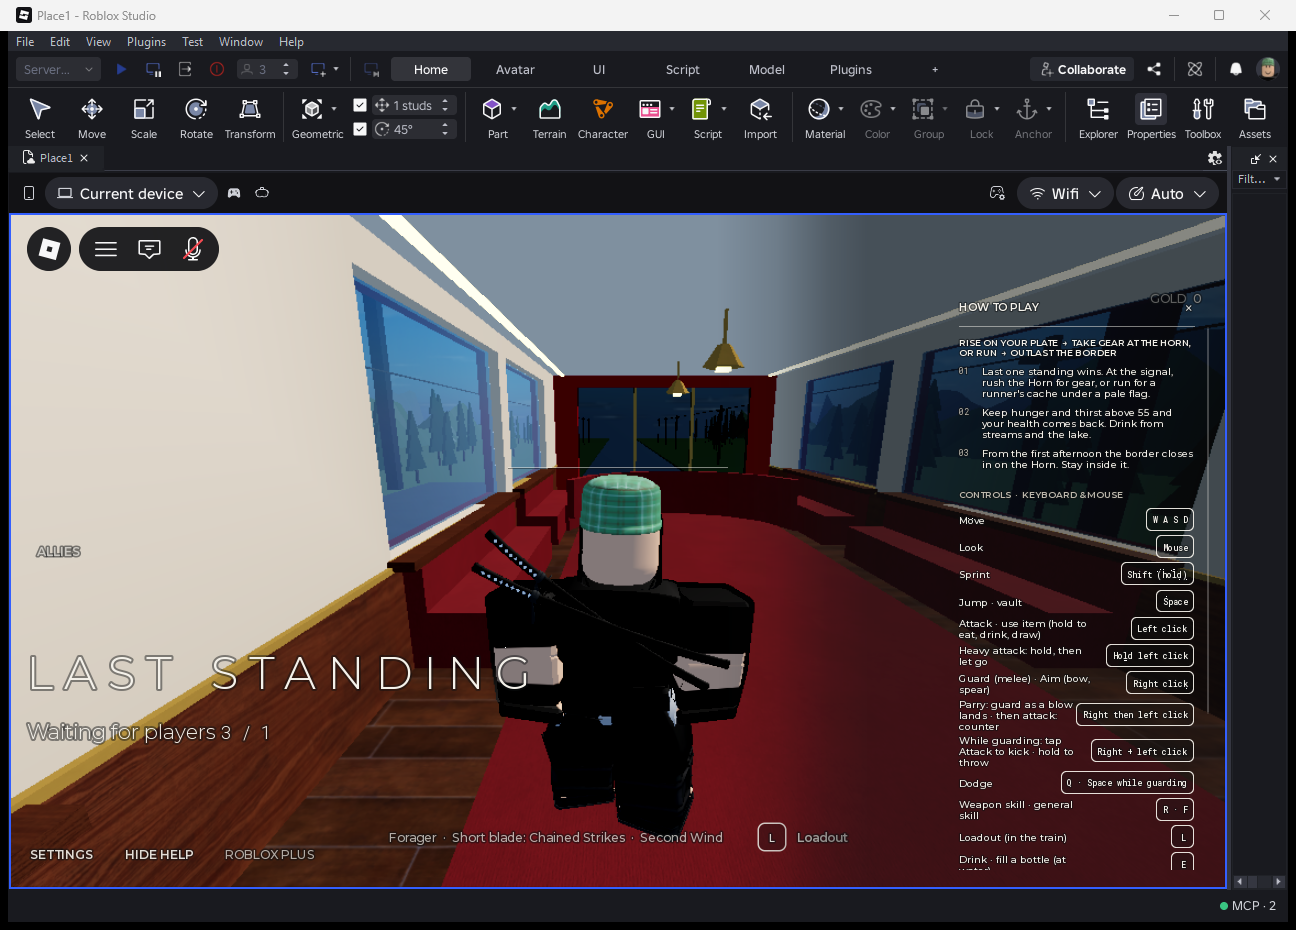 Place1 - Roblox Studio
File Edit View Plugins Test Window Help
Server... 3 Home Avatar UI Script Model Plugins + Collaborate
1 studs
45°
Select Move Scale Rotate Transform Geometric Part Terrain Character GUI Script Import Material Color Group Lock Anchor Explorer Properties Toolbox Assets
Place1
Filt...
Current device Wifi Auto
GOLD 0
HOW TO PLAY
RISE ON YOUR PLATE → TAKE GEAR AT THE HORN,
OR RUN → OUTLAST THE BORDER
01 Last one standing wins. At the signal,
rush the Horn for gear, or run for a
runner's cache under a pale flag.
02 Keep hunger and thirst above 55 and
your health comes back. Drink from
streams and the lake.
03 From the first afternoon the border closes
in on the Horn. Stay inside it.
CONTROLS · KEYBOARD & MOUSE
Move W A S D
Look Mouse
Sprint Shift (hold)
Jump · vault Space
Attack · use item (hold to
eat, drink, draw) Left click
Heavy attack: hold, then
let go Hold left click
Guard (melee) · Aim (bow,
spear) Right click
Parry: guard as a blow
lands · then attack:
counter Right then left click
While guarding: tap
Attack to kick · hold to
throw Right + left click
Dodge Q · Space while guarding
Weapon skill · general
skill R · F
Loadout (in the train) L
Drink · fill a bottle (at
water) E
ALLIES
LAST STANDING
Waiting for players 3 / 1
Forager · Short blade: Chained Strikes · Second Wind L Loadout
SETTINGS HIDE HELP ROBLOX PLUS
MCP · 2